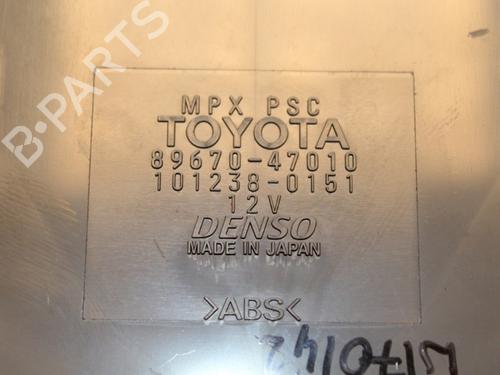 MPX PSC
TOYOTA
89670-47010
101238-0151
12V
DENSO
MADE IN JAPAN
>ABS<
B-PARTS